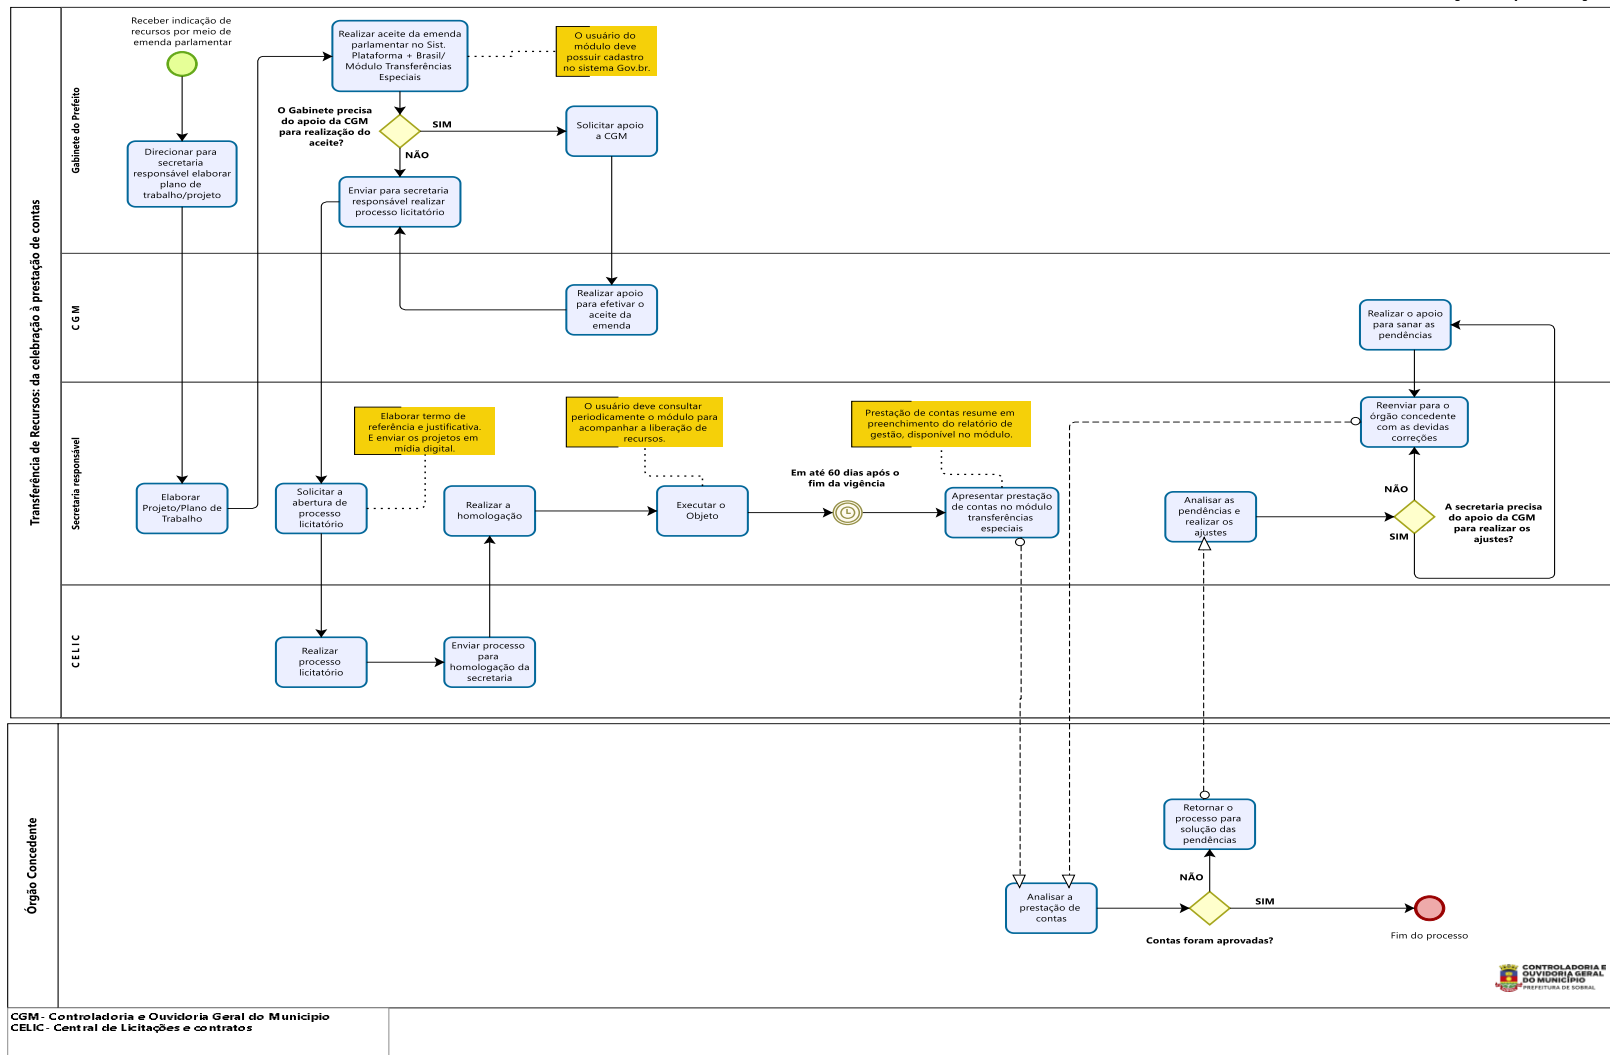 Receber indicação de
recursos por meio de
emenda parlamentar
Realizar aceite da emenda
parlamentar no Sist.
Plataforma + Brasil/
Módulo Transferências
Especiais
O usuário do
módulo deve
possuir cadastro
no sistema Gov.br.
Gabinete do Prefeito
O Gabinete precisa
do apoio da CGM
para realização do
aceite?
SIM
NÃO
Solicitar apoio
a CGM
Direcionar para
secretaria
responsável elaborar
plano de
trabalho/projeto
Enviar para secretaria
responsável realizar
processo licitatório
Transferência de Recursos: da celebração à prestação de contas
C G M
Realizar apoio
para efetivar o
aceite da
emenda
Realizar o apoio
para sanar as
pendências
Secretaria responsável
Elaborar termo de
referência e justificativa.
E enviar os projetos em
mídia digital.
O usuário deve consultar
periodicamente o módulo para
acompanhar a liberação de
recursos.
Prestação de contas resume em
preenchimento do relatório de
gestão, disponível no módulo.
Reenviar para o
órgão concedente
com as devidas
correções
Elaborar
Projeto/Plano de
Trabalho
Solicitar a
abertura de
processo
licitatório
Realizar a
homologação
Executar o
Objeto
Em até 60 dias após o
fim da vigência
Apresentar prestação
de contas no módulo
transferências
especiais
Analisar as
pendências e
realizar os
ajustes
NÃO
SIM
A secretaria precisa
do apoio da CGM
para realizar os
ajustes?
C E L I C
Realizar
processo
licitatório
Enviar processo
para
homologação da
secretaria
Órgão Concedente
Retornar o
processo para
solução das
pendências
NÃO
Analisar a
prestação de
contas
SIM
Contas foram aprovadas?
Fim do processo
CONTROLADORIA E
OUVIDORIA GERAL
DO MUNICÍPIO
PREFEITURA DE SOBRAL
CGM - Controladoria e Ouvidoria Geral do Municipio
CELIC - Central de Licitações e contratos